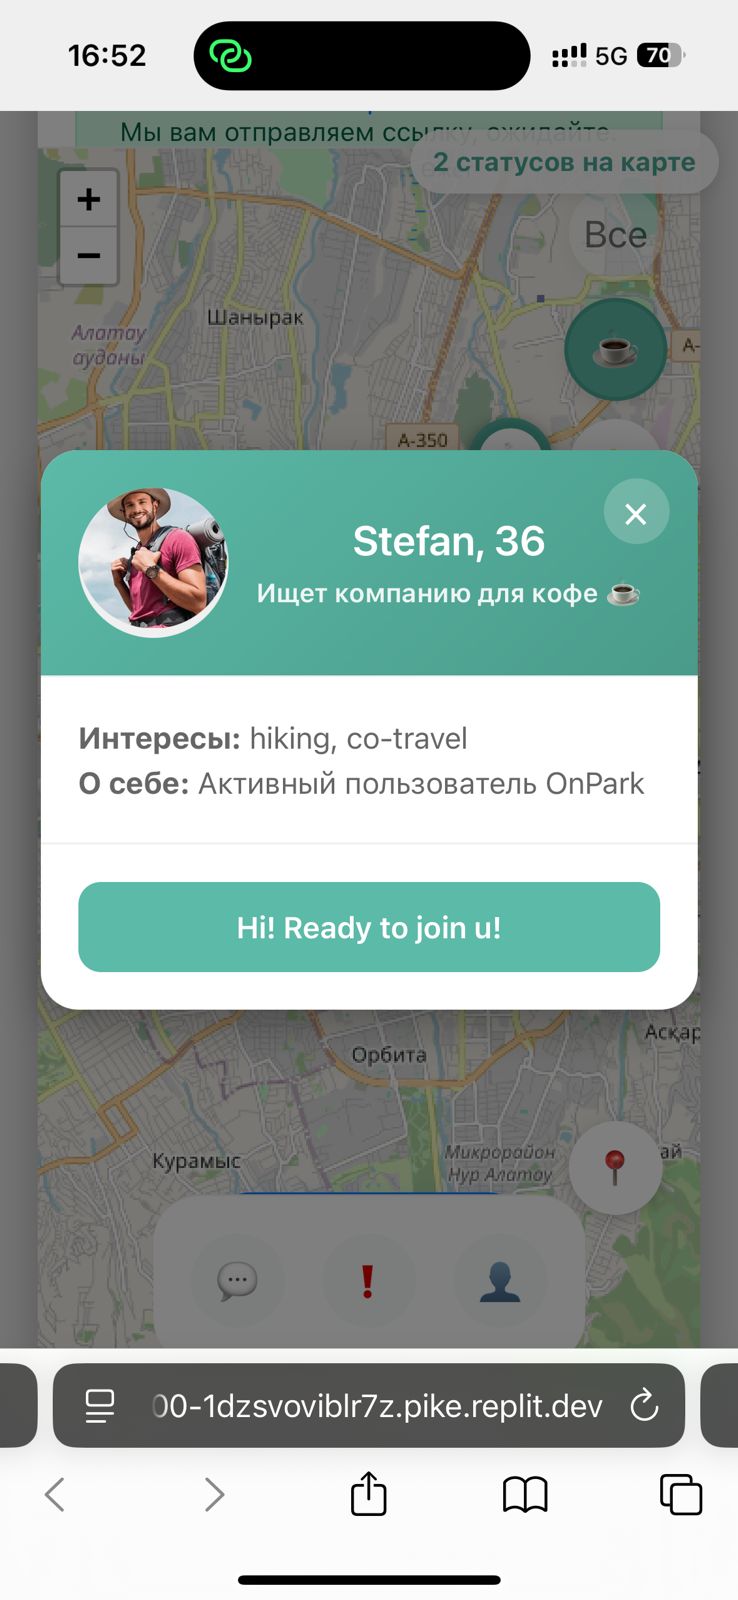 16:52
5G
70
Мы вам отправляем ссылку, ожидайте.
2 статусов на карте
+
−
Все
Шанырак
Алатау
ауданы
A-
A-350
Stefan, 36
×
Ищет компанию для кофе
Интересы: hiking, co-travel
О себе: Активный пользователь OnPark
Hi! Ready to join u!
Асқар
Орбита
Курамыс
Микрорайон
Нур Алатау
ай
00-1dzsvoviblr7z.pike.replit.dev